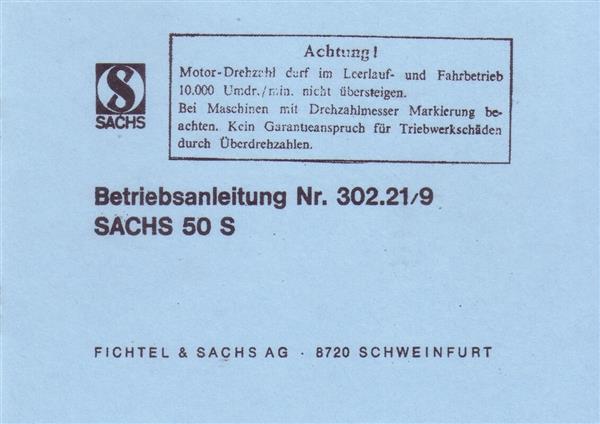 Achtung!
Motor-Drehzahl darf im Leerlauf- und Fahrbetrieb
10.000 Umdr./min. nicht übersteigen.
Bei Maschinen mit Drehzahlmesser Markierung be-
achten. Kein Garantieanspruch für Triebwerkschäden
durch Überdrehzahlen.
S
SACHS
Betriebsanleitung Nr. 302.21/9
SACHS 50 S
FICHTEL & SACHS AG · 8720 SCHWEINFURT